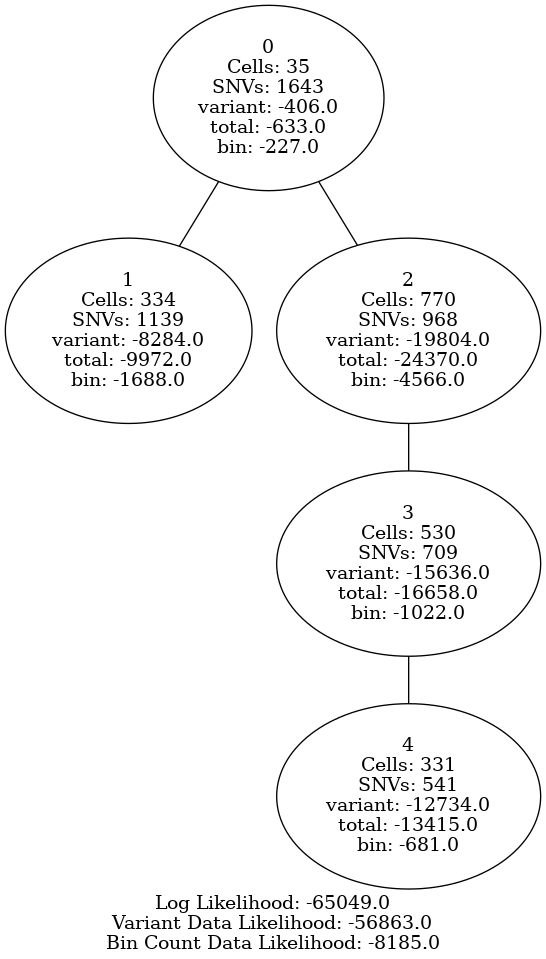 0
Cells: 35
SNVs: 1643
variant: -406.0
total: -633.0
bin: -227.0
1
Cells: 334
SNVs: 1139
variant: -8284.0
total: -9972.0
bin: -1688.0
2
Cells: 770
SNVs: 968
variant: -19804.0
total: -24370.0
bin: -4566.0
3
Cells: 530
SNVs: 709
variant: -15636.0
total: -16658.0
bin: -1022.0
4
Cells: 331
SNVs: 541
variant: -12734.0
total: -13415.0
bin: -681.0
Log Likelihood: -65049.0
Variant Data Likelihood: -56863.0
Bin Count Data Likelihood: -8185.0